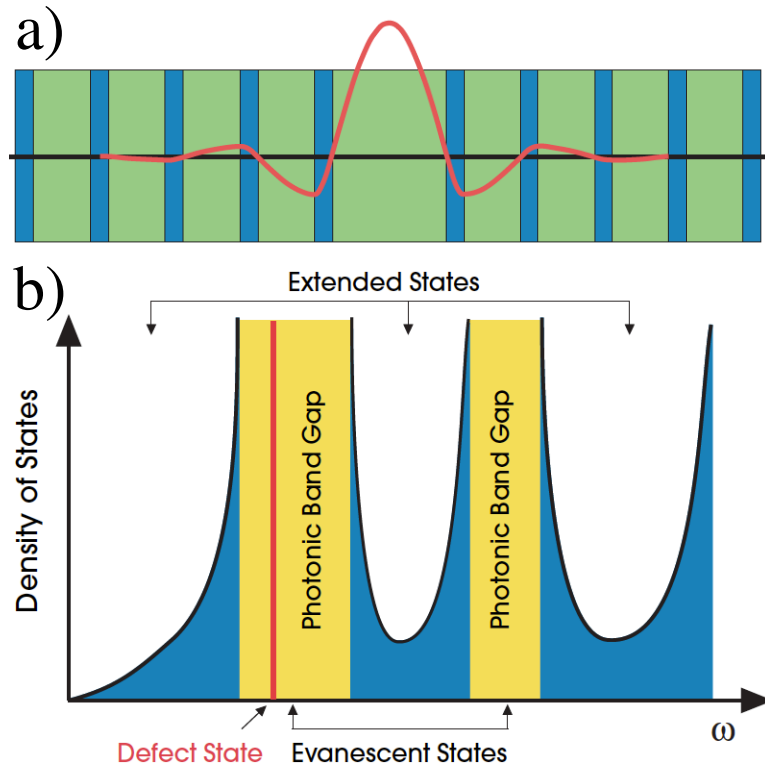 a)
b)
Extended States
Density of States
Photonic Band Gap
Photonic Band Gap
ω
Defect State
Evanescent States